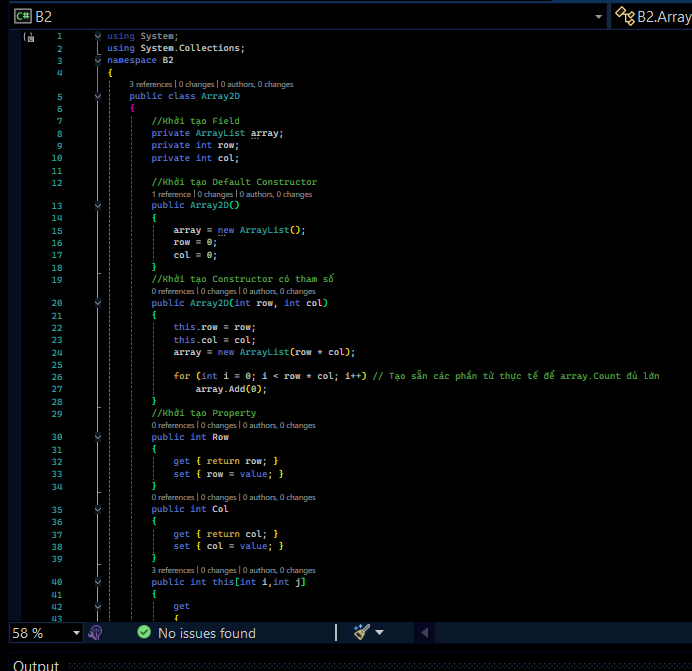 C# B2
B2.Array
1 using System;
2 using System.Collections;
3 namespace B2
4 {
3 references | 0 changes | 0 authors, 0 changes
5 public class Array2D
6 {
7 //Khởi tạo Field
8 private ArrayList array;
9 private int row;
10 private int col;
11
12 //Khởi tạo Default Constructor
1 reference | 0 changes | 0 authors, 0 changes
13 public Array2D()
14 {
15 array = new ArrayList();
16 row = 0;
17 col = 0;
18 }
19 //Khởi tạo Constructor có tham số
0 references | 0 changes | 0 authors, 0 changes
20 public Array2D(int row, int col)
21 {
22 this.row = row;
23 this.col = col;
24 array = new ArrayList(row * col);
25
26 for (int i = 0; i < row * col; i++) // Tạo sẵn các phần tử thực tế để array.Count đủ lớn
27 array.Add(0);
28 }
29 //Khởi tạo Property
0 references | 0 changes | 0 authors, 0 changes
30 public int Row
31 {
32 get { return row; }
33 set { row = value; }
34 }
0 references | 0 changes | 0 authors, 0 changes
35 public int Col
36 {
37 get { return col; }
38 set { col = value; }
39 }
3 references | 0 changes | 0 authors, 0 changes
40 public int this[int i,int j]
41 {
42 get
43 {
58 %
No issues found
Output